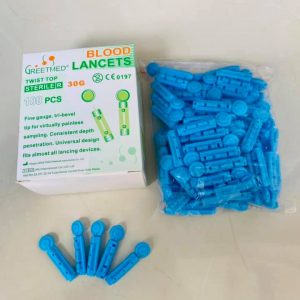 GREETMED®
BLOOD
LANCETS
TWIST TOP
STERILE R 30G
100 PCS
CE 0197
Fine gauge, tri-bevel
tip for virtually painless
sampling. Consistent depth
penetration. Universal design
fits almost all lancing devices.